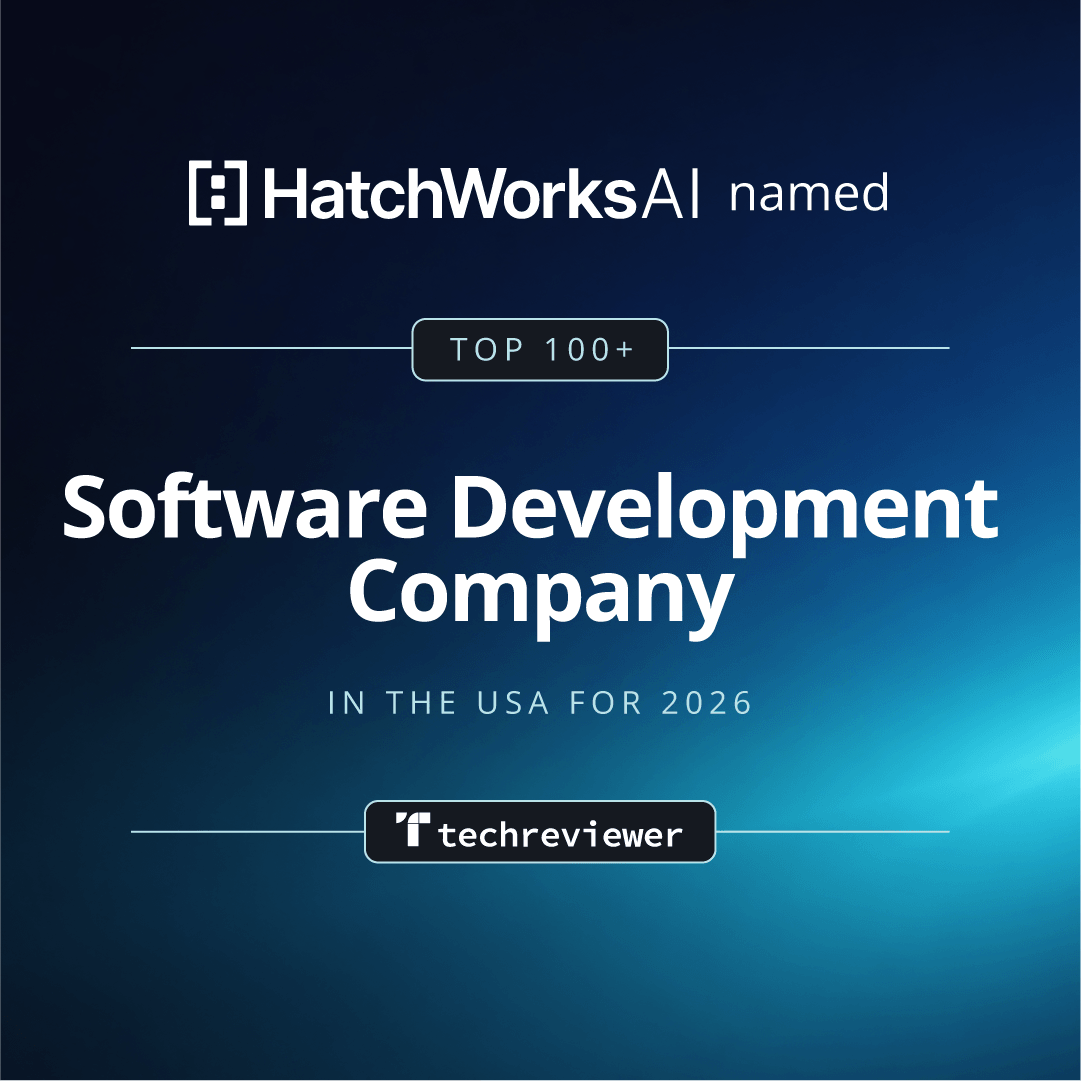 HatchWorksAI named
TOP 100+
Software Development
Company
IN THE USA FOR 2026
techreviewer